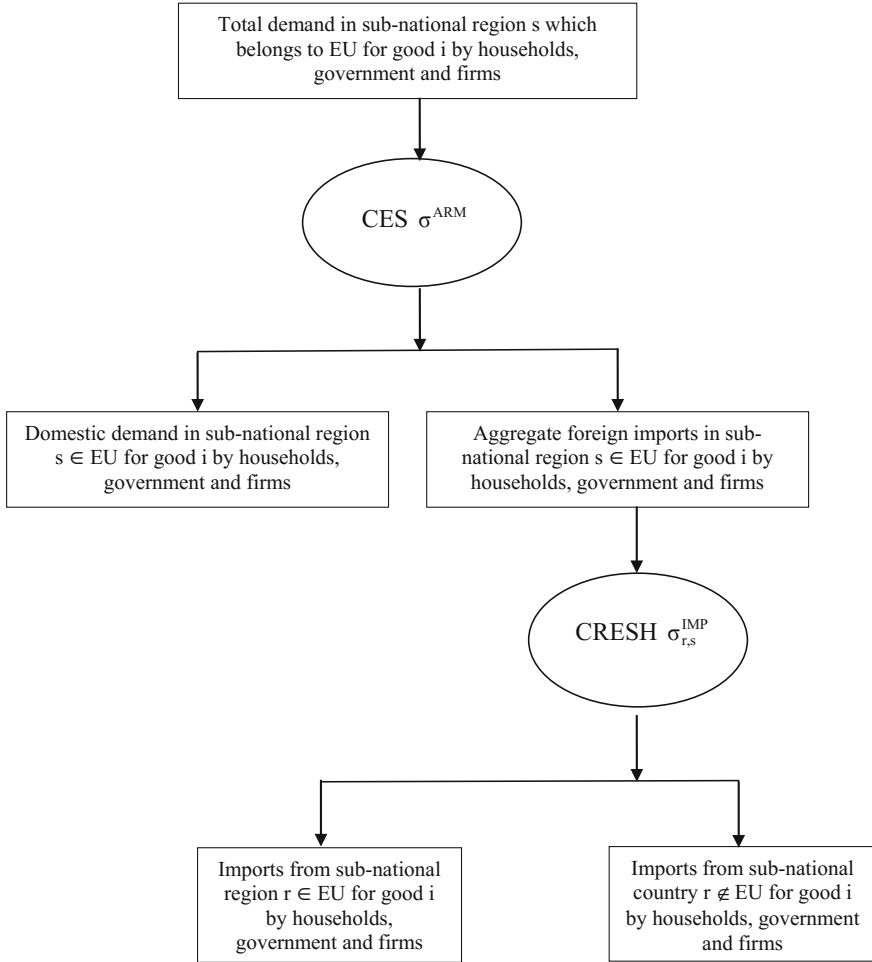 Total demand in sub-national region s which
belongs to EU for good i by households,
government and firms
CES σ^ARM
Domestic demand in sub-national region
s ∈ EU for good i by households,
government and firms
Aggregate foreign imports in sub-
national region s ∈ EU for good i by
households, government and firms
CRESH σ_{r,s}^{IMP}
Imports from sub-national
region r ∈ EU for good i
by households,
government and firms
Imports from sub-national
country r ∉ EU for good i
by households, government
and firms